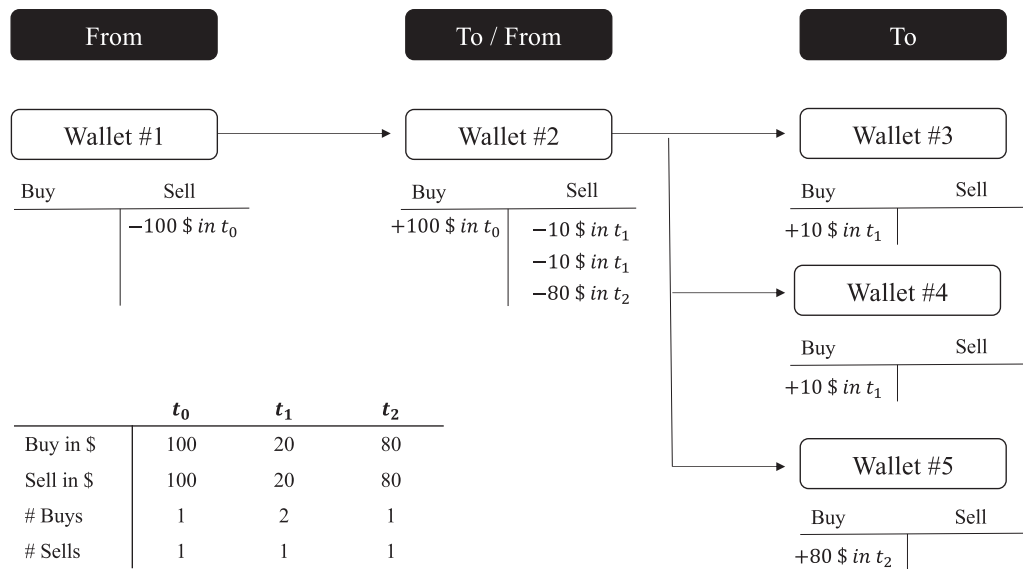 From To / From To
Wallet #1 Wallet #2 Wallet #3
Buy Sell Buy Sell Buy Sell
−100 $ in t₀ +100 $ in t₀ −10 $ in t₁ +10 $ in t₁
−10 $ in t₁
−80 $ in t₂ Wallet #4
Buy Sell
+10 $ in t₁
t₀ t₁ t₂
Buy in $ 100 20 80
Sell in $ 100 20 80
# Buys 1 2 1
# Sells 1 1 1
Wallet #5
Buy Sell
+80 $ in t₂